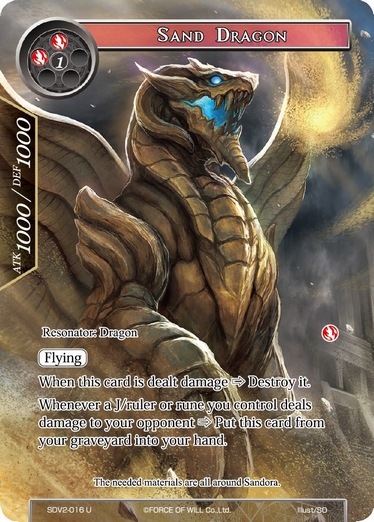 Sand Dragon
1
ATK 1000 / DEF 1000
Resonator: Dragon
Flying
When this card is dealt damage ⇨ Destroy it.
Whenever a J/ruler or rune you control deals
damage to your opponent ⇨ Put this card from
your graveyard into your hand.
The needed materials are all around Sandora.
SDV2-016 U ©FORCE OF WILL Co.,Ltd. Illust/SD